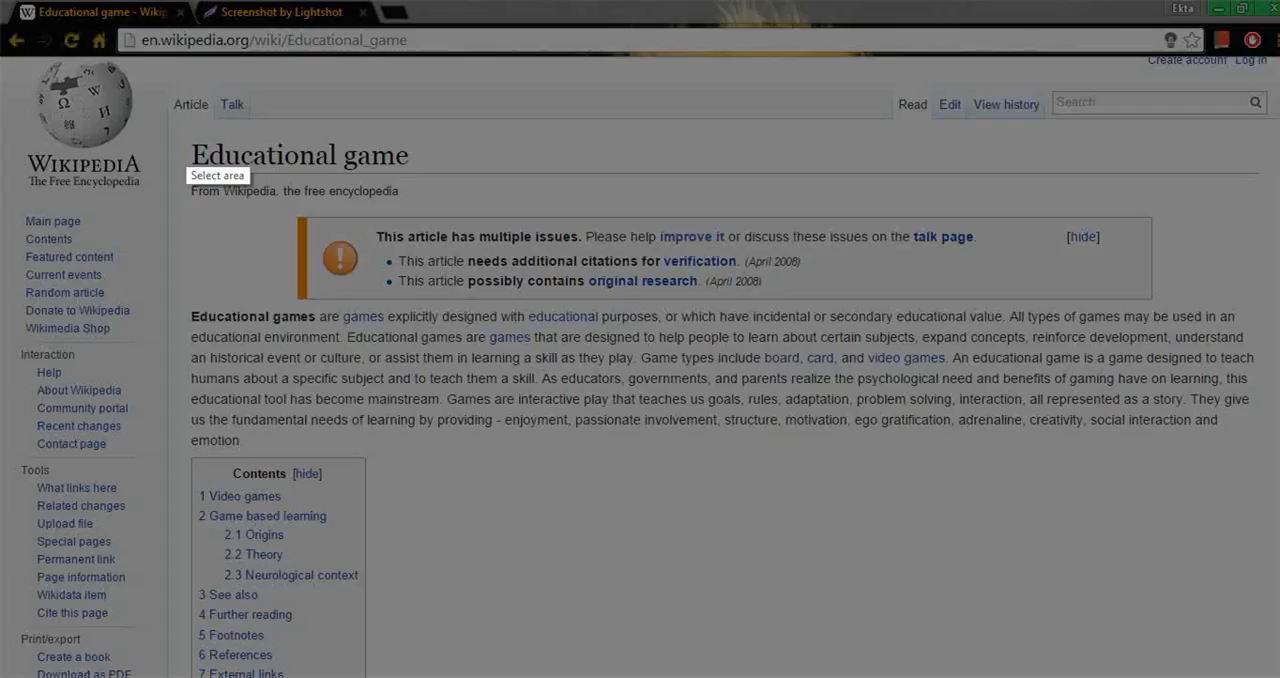 Educational game - Wikip
Screenshot by Lightshot
Ekta
en.wikipedia.org/wiki/Educational_game
Create account Log in
Article Talk
Read Edit View history Search
WIKIPEDIA
The Free Encyclopedia
Educational game
Select area
From Wikipedia, the free encyclopedia
Main page
Contents
Featured content
Current events
Random article
Donate to Wikipedia
Wikimedia Shop
Interaction
Help
About Wikipedia
Community portal
Recent changes
Contact page
Tools
What links here
Related changes
Upload file
Special pages
Permanent link
Page information
Wikidata item
Cite this page
Print/export
Create a book
Download as PDF
This article has multiple issues. Please help improve it or discuss these issues on the talk page. [hide]
• This article needs additional citations for verification. (April 2008)
• This article possibly contains original research. (April 2008)
Educational games are games explicitly designed with educational purposes, or which have incidental or secondary educational value. All types of games may be used in an
educational environment. Educational games are games that are designed to help people to learn about certain subjects, expand concepts, reinforce development, understand
an historical event or culture, or assist them in learning a skill as they play. Game types include board, card, and video games. An educational game is a game designed to teach
humans about a specific subject and to teach them a skill. As educators, governments, and parents realize the psychological need and benefits of gaming have on learning, this
educational tool has become mainstream. Games are interactive play that teaches us goals, rules, adaptation, problem solving, interaction, all represented as a story. They give
us the fundamental needs of learning by providing - enjoyment, passionate involvement, structure, motivation, ego gratification, adrenaline, creativity, social interaction and
emotion
Contents [hide]
1 Video games
2 Game based learning
2.1 Origins
2.2 Theory
2.3 Neurological context
3 See also
4 Further reading
5 Footnotes
6 References
7 External links